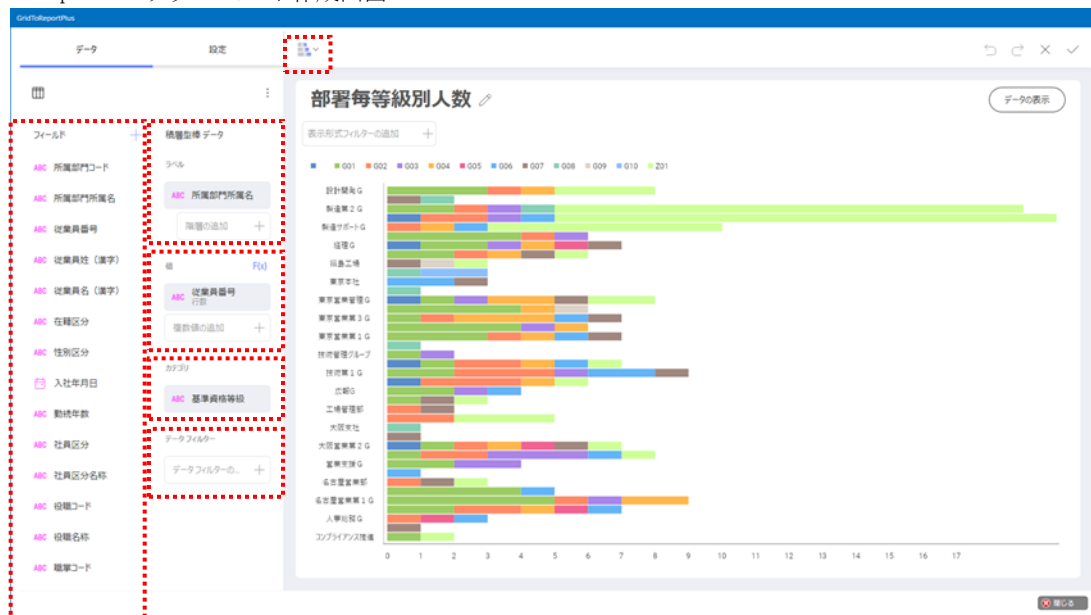 GridToReportPlus
データ 設定
部署毎等級別人数
データの表示
フィールド
積層型棒 データ
表示形式フィルターの追加
ラベル
ABC 所属部門コード
ABC 所属部門所属名
ABC 従業員番号
ABC 従業員姓（漢字）
ABC 従業員名（漢字）
ABC 在籍区分
ABC 性別区分
入社年月日
ABC 勤続年数
ABC 社員区分
ABC 社員区分名称
ABC 役職コード
ABC 役職名称
ABC 職掌コード
ABC 所属部門所属名
階層の追加
値 F(x)
ABC 従業員番号
行数
複数値の追加
カテゴリ
ABC 基準資格等級
データフィルター
データフィルターの...
G01 G02 G03 G04 G05 G06 G07 G08 G09 G10 Z01
設計開発G
製造第2G
製造サポートG
経理G
福島工場
東京本社
東京営業管理G
東京営業第3G
東京営業第1G
技術管理グループ
技術第1G
広報G
工場管理部
大阪支社
大阪営業第2G
営業支援G
名古屋営業部
名古屋営業第1G
人事総務G
コンプライアンス推進
0 1 2 3 4 5 6 7 8 9 10 11 12 13 14 15 16 17
閉じる